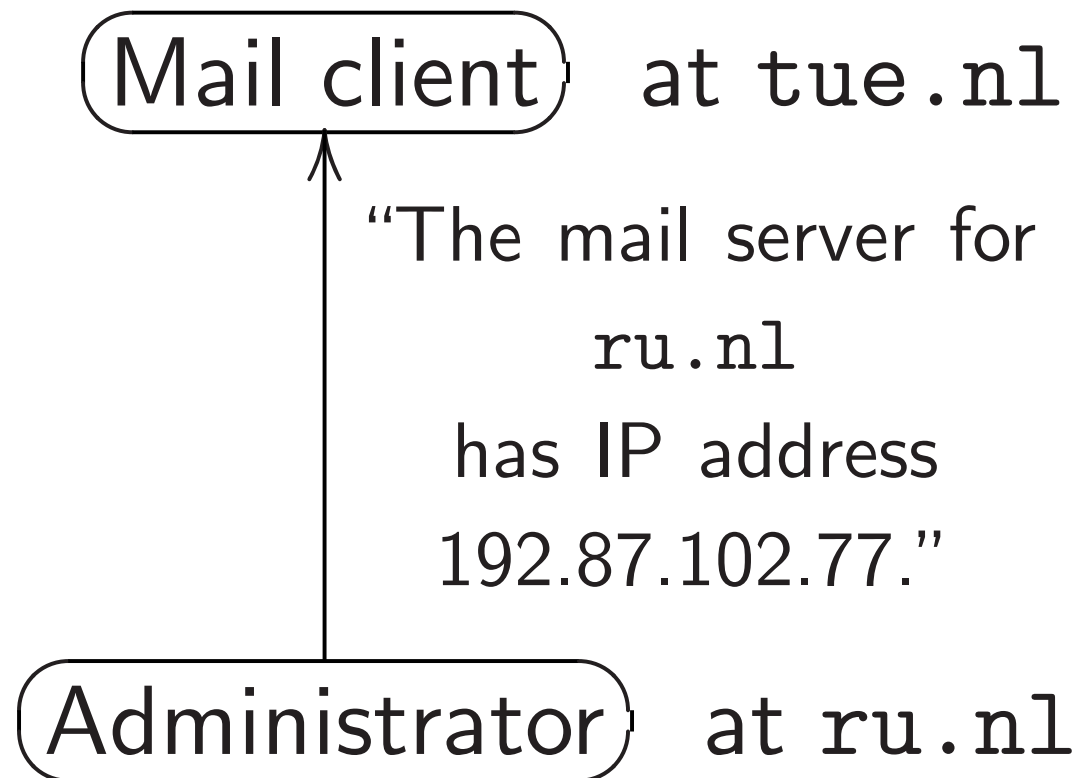 Mail client at tue.nl
“The mail server for
ru.nl
has IP address
192.87.102.77.”
Administrator at ru.nl